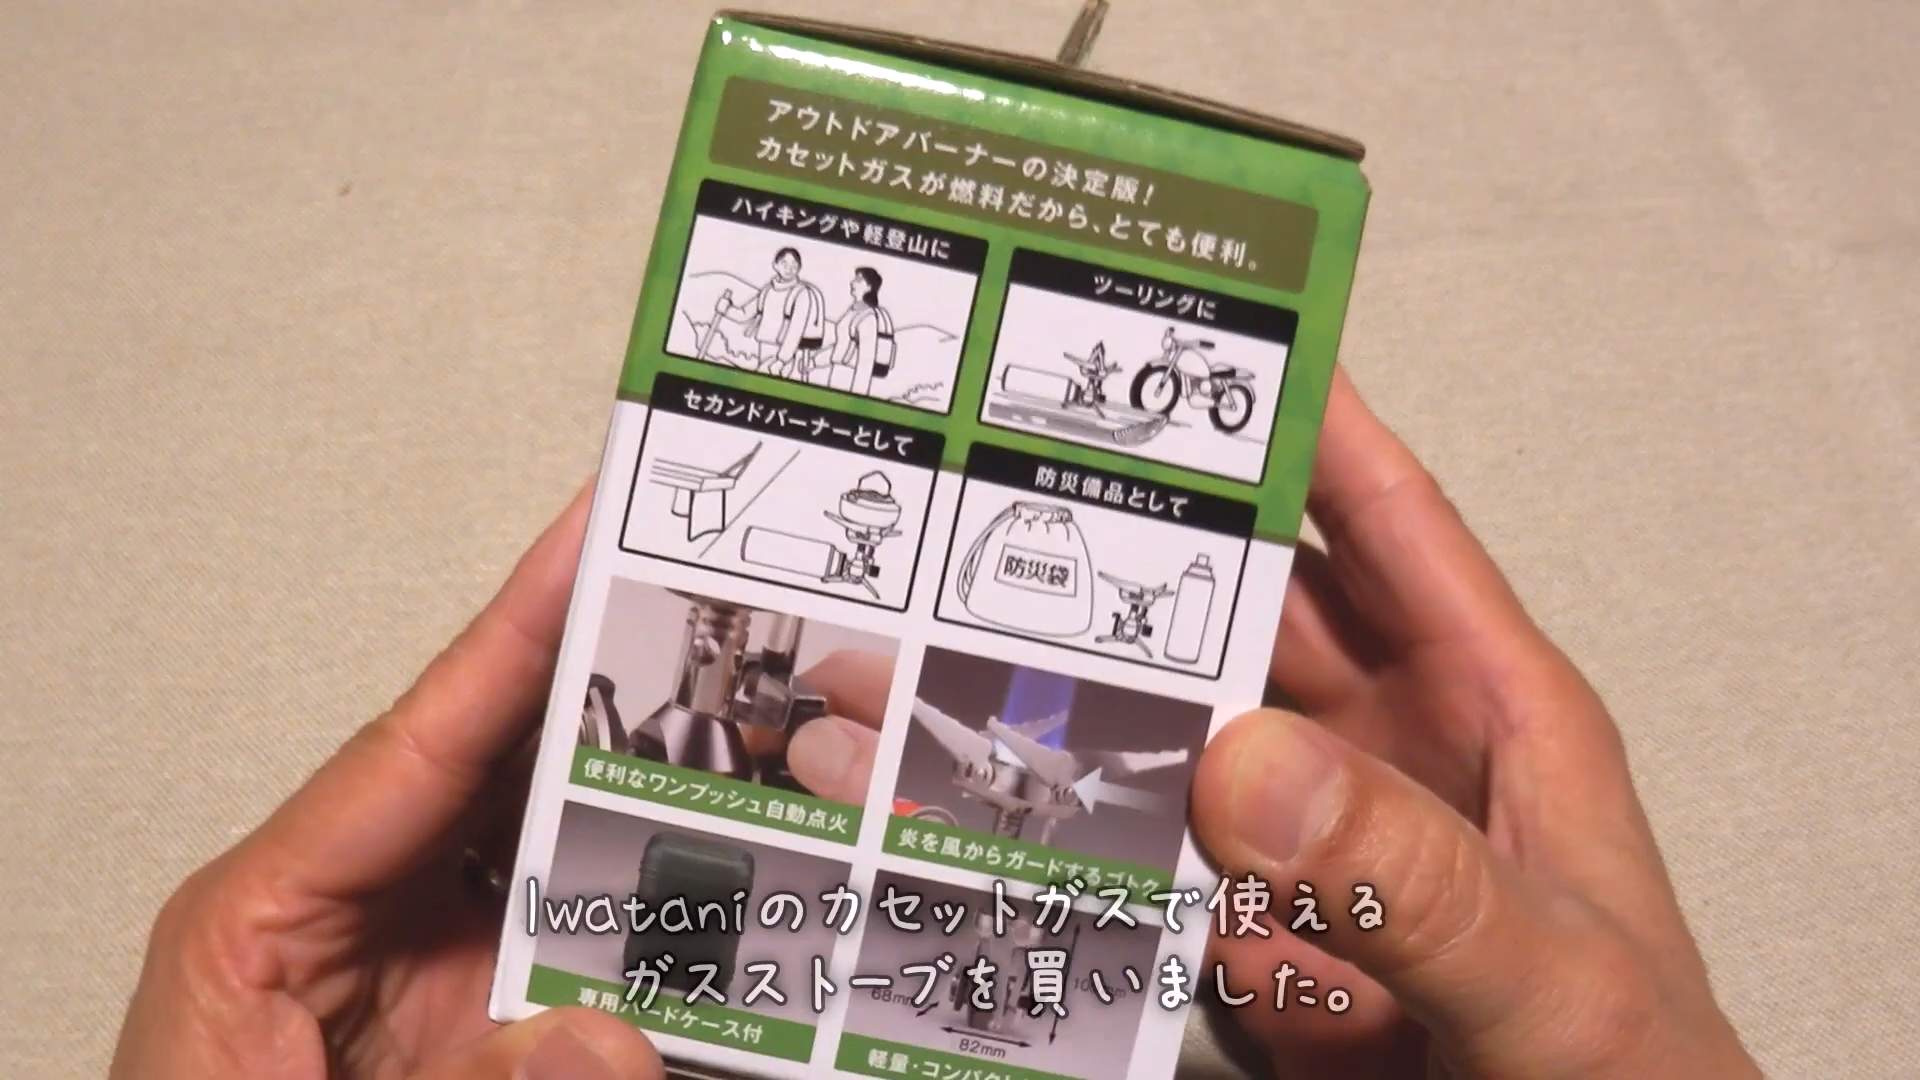 アウトドアバーナーの決定版!
カセットガスが燃料だから、とても便利。
ハイキングや軽登山に
ツーリングに
セカンドバーナーとして
防災備品として
防災袋
便利なワンプッシュ自動点火
炎を風からガードするゴトク
専用ハードケース付
68mm
82mm
軽量・コンパクト
Iwataniのカセットガスで使える
ガスストーブを買いました。